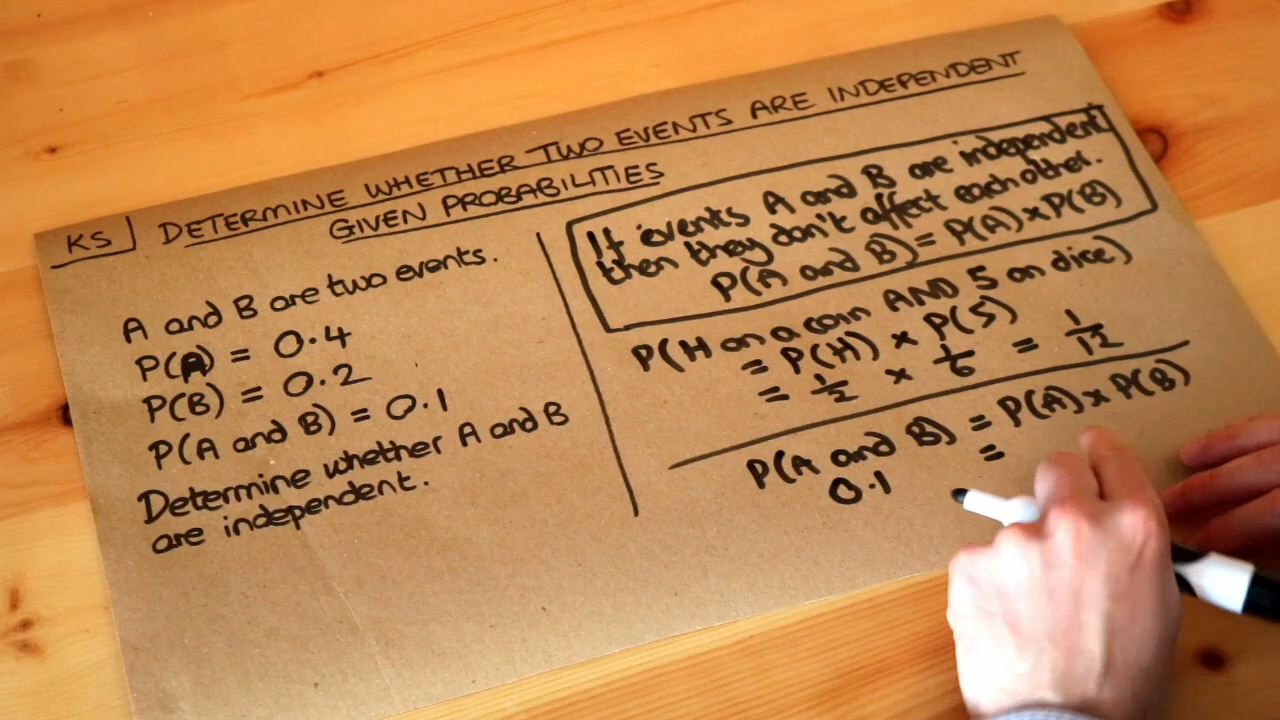 KS
DETERMINE WHETHER TWO EVENTS ARE INDEPENDENT
GIVEN PROBABILITIES
A and B are two events.
P(A) = 0.4
P(B) = 0.2
P(A and B) = 0.1
Determine whether A and B
are independent.
If events A and B are independent
then they don't affect each other.
P(A and B) = P(A) × P(B)
P(H on a coin AND 5 on dice)
= P(H) × P(5)
= 1/2 × 1/6 = 1/12
P(A and B) = P(A) × P(B)
0.1 =